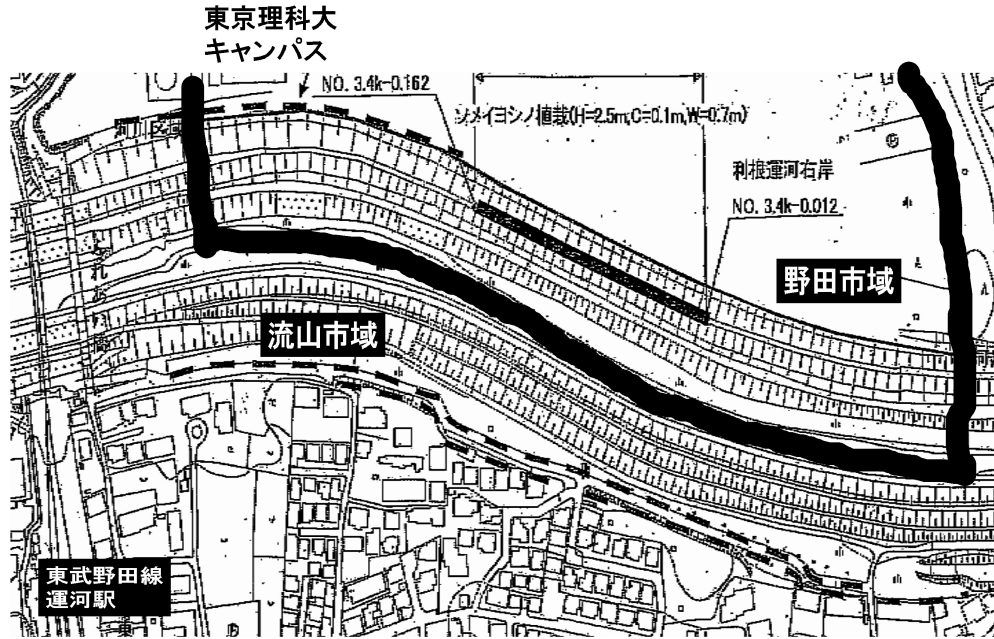 東京理科大
キャンパス
NO. 3.4k-0.162
ソメイヨシノ植栽(H=2.5m,C=0.1m,W=0.7m)
利根運河右岸
NO. 3.4k-0.012
野田市域
流山市域
東武野田線
運河駅